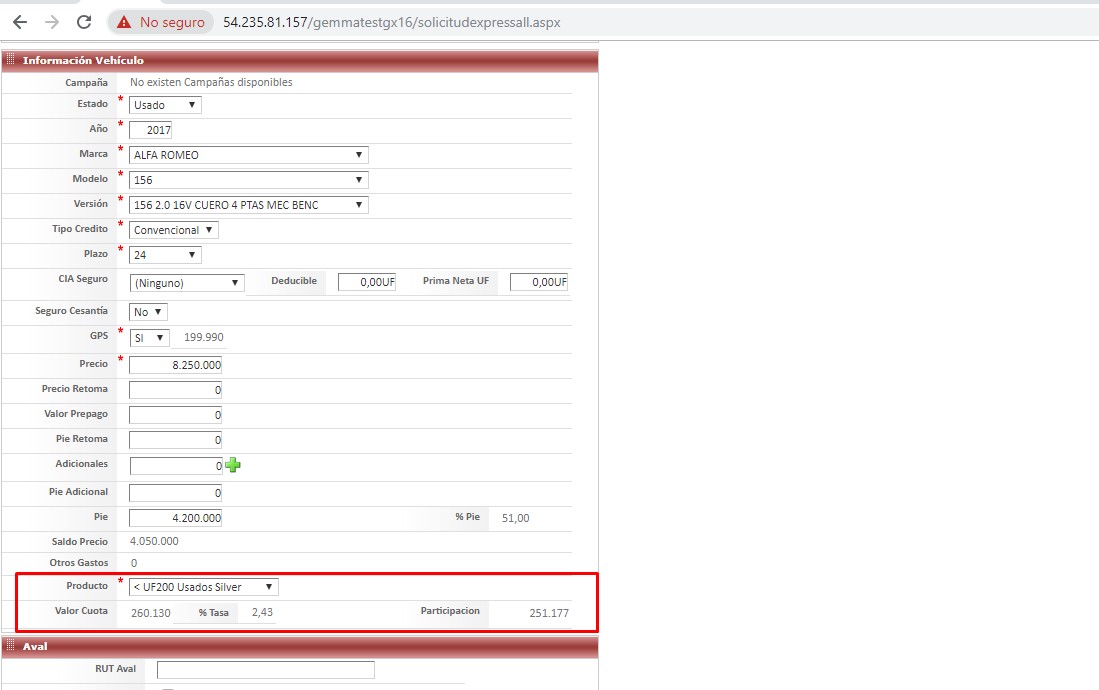 No seguro 54.235.81.157/gemmatestgx16/solicitudexpressall.aspx
Información Vehículo
Campaña No existen Campañas disponibles
Estado * Usado
Año * 2017
Marca * ALFA ROMEO
Modelo * 156
Versión * 156 2.0 16V CUERO 4 PTAS MEC BENC
Tipo Credito * Convencional
Plazo * 24
CIA Seguro (Ninguno) Deducible 0,00UF Prima Neta UF 0,00UF
Seguro Cesantía No
GPS * SI 199.990
Precio * 8.250.000
Precio Retoma 0
Valor Prepago 0
Pie Retoma 0
Adicionales 0
Pie Adicional 0
Pie 4.200.000 % Pie 51,00
Saldo Precio 4.050.000
Otros Gastos 0
Producto * < UF200 Usados Silver
Valor Cuota 260.130 % Tasa 2,43 Participacion 251.177
Aval
RUT Aval